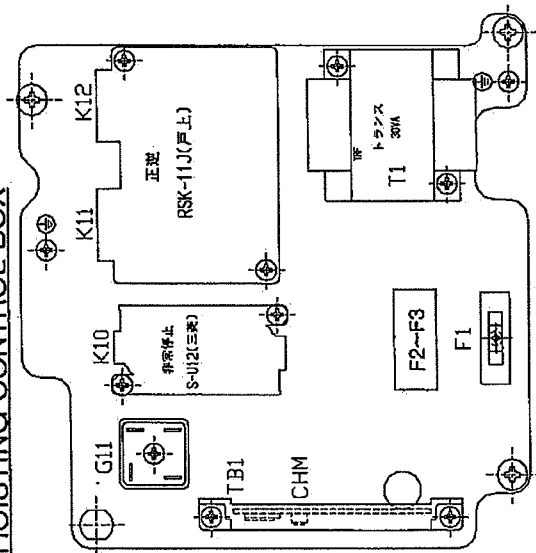 HOISTING CONTROL BOX
K12
K11
正逆
RSK-11J(戸上)
K10
非常停止
S-U12(三菱)
G11
TB1
CHM
TRF
トランス
30VA
T1
F2~F3
F1